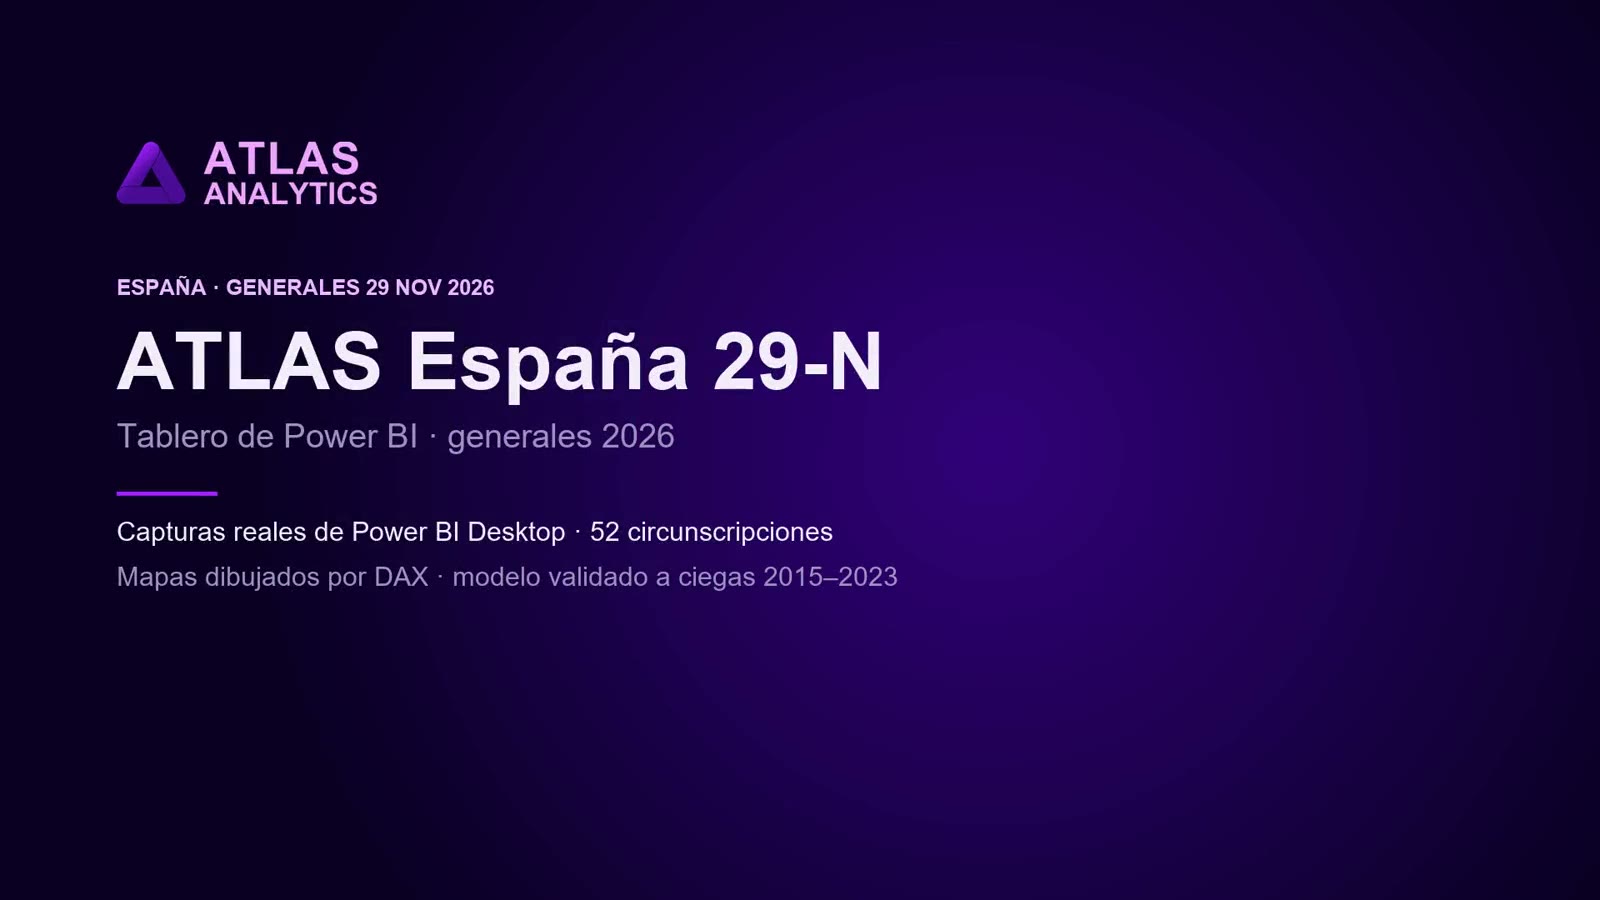 ATLAS
ANALYTICS
ESPAÑA · GENERALES 29 NOV 2026
ATLAS España 29-N
Tablero de Power BI · generales 2026
Capturas reales de Power BI Desktop · 52 circunscripciones
Mapas dibujados por DAX · modelo validado a ciegas 2015–2023